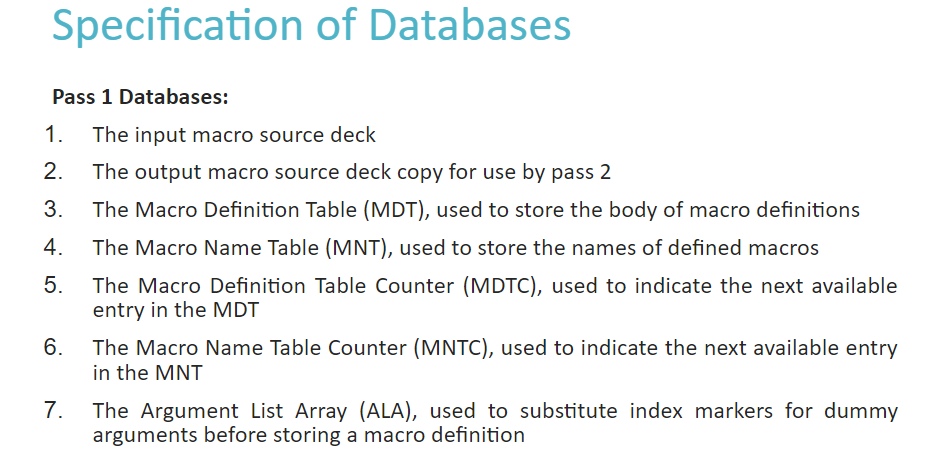 Specification of Databases
Pass 1 Databases:
1. The input macro source deck
2. The output macro source deck copy for use by pass 2
3. The Macro Definition Table (MDT), used to store the body of macro definitions
4. The Macro Name Table (MNT), used to store the names of defined macros
5. The Macro Definition Table Counter (MDTC), used to indicate the next available
entry in the MDT
6. The Macro Name Table Counter (MNTC), used to indicate the next available entry
in the MNT
7. The Argument List Array (ALA), used to substitute index markers for dummy
arguments before storing a macro definition